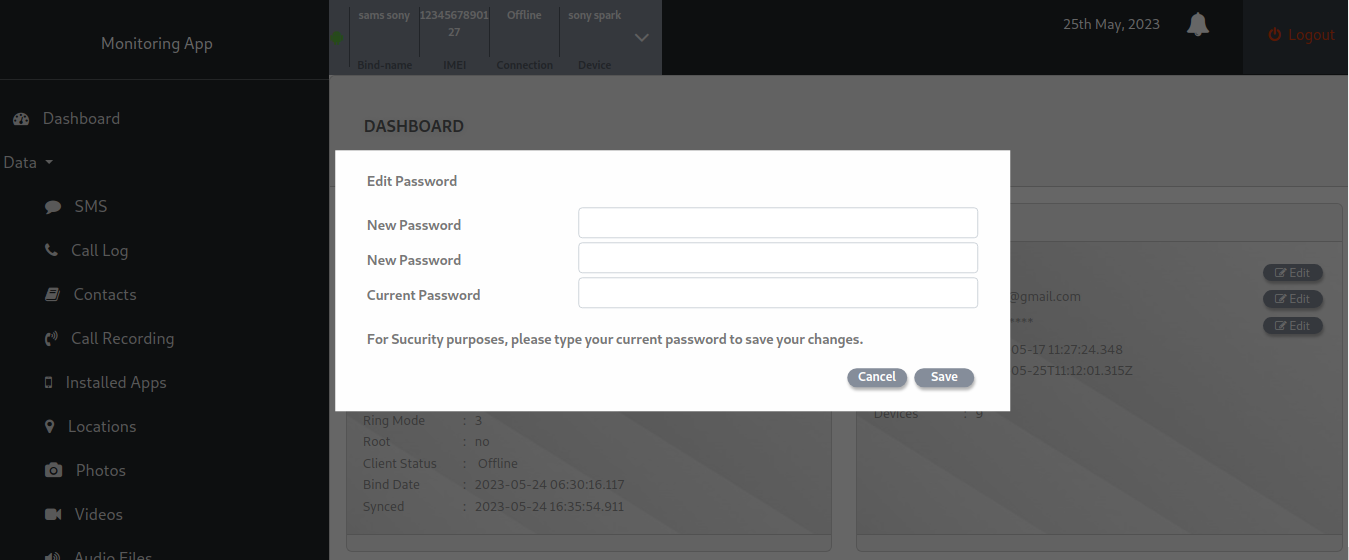 Monitoring App
Dashboard
Data
SMS
Call Log
Contacts
Call Recording
Installed Apps
Locations
Photos
Videos
Audio Files
sams sony
12345678901
27
Offline
sony spark
Bind-name
IMEI
Connection
Device
25th May, 2023
Logout
DASHBOARD
Edit Password
New Password
New Password
Current Password
For Sucurity purposes, please type your current password to save your changes.
Cancel
Save
Edit
@gmail.com
Edit
****
Edit
05-17 11:27:24.348
05-25T11:12:01.315Z
Devices : 9
Ring Mode : 3
Root : no
Client Status : Offline
Bind Date : 2023-05-24 06:30:16.117
Synced : 2023-05-24 16:35:54.911